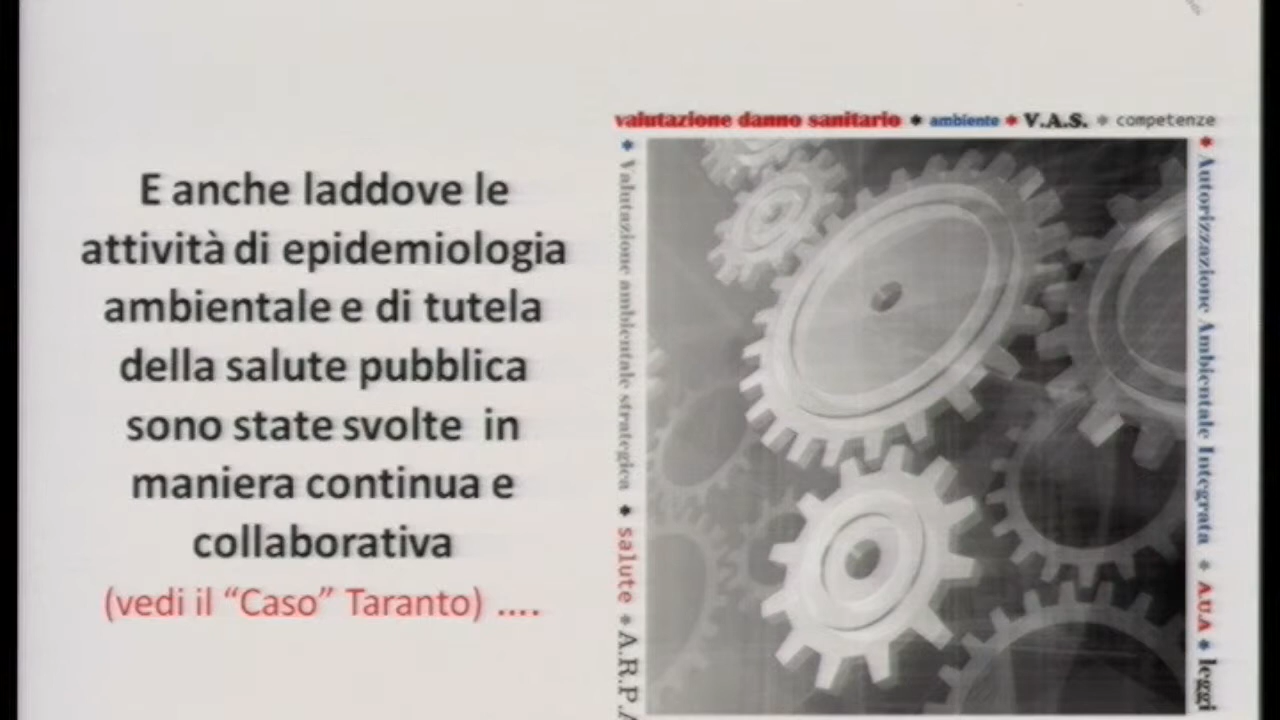 E anche laddove le
attività di epidemiologia
ambientale e di tutela
della salute pubblica
sono state svolte in
maniera continua e
collaborativa
(vedi il “Caso” Taranto) ....
valutazione danno sanitario ◆ ambiente ◆ V.A.S. ◆ competenze
◆ Valutazione ambientale strategica ◆ salute ◆ A.R.P.A
◆ Autorizzazione Ambientale Integrata ◆ A.U.A ◆ leggi